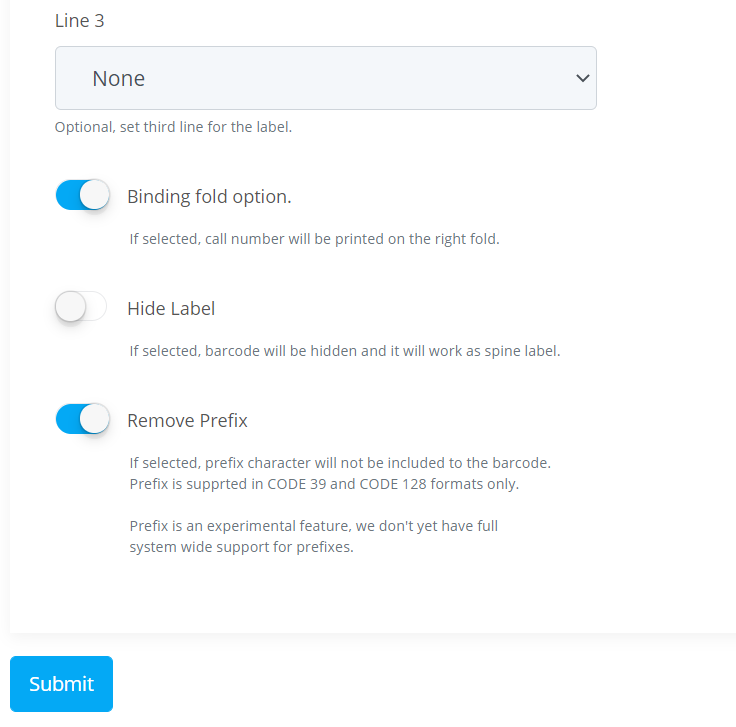 Line 3
None
Optional, set third line for the label.
Binding fold option.
If selected, call number will be printed on the right fold.
Hide Label
If selected, barcode will be hidden and it will work as spine label.
Remove Prefix
If selected, prefix character will not be included to the barcode.
Prefix is supprted in CODE 39 and CODE 128 formats only.
Prefix is an experimental feature, we don't yet have full
system wide support for prefixes.
Submit